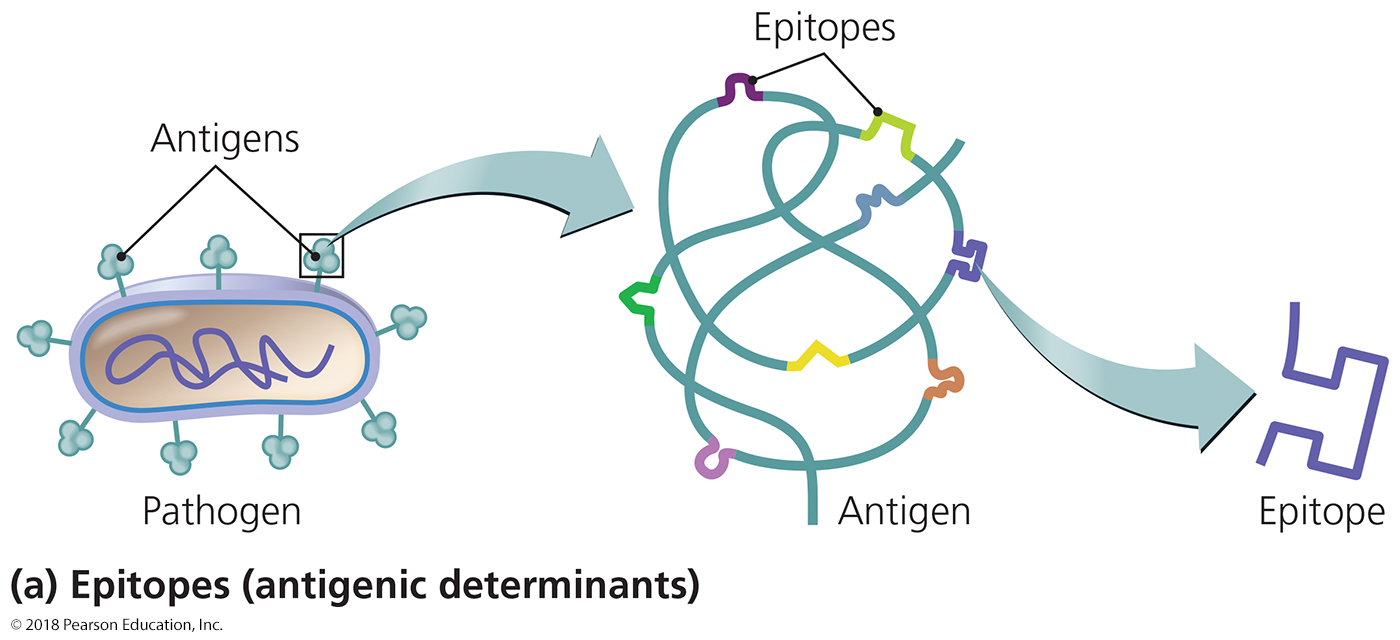 Epitopes
Antigens
Pathogen
Antigen
Epitope
(a) Epitopes (antigenic determinants)
© 2018 Pearson Education, Inc.